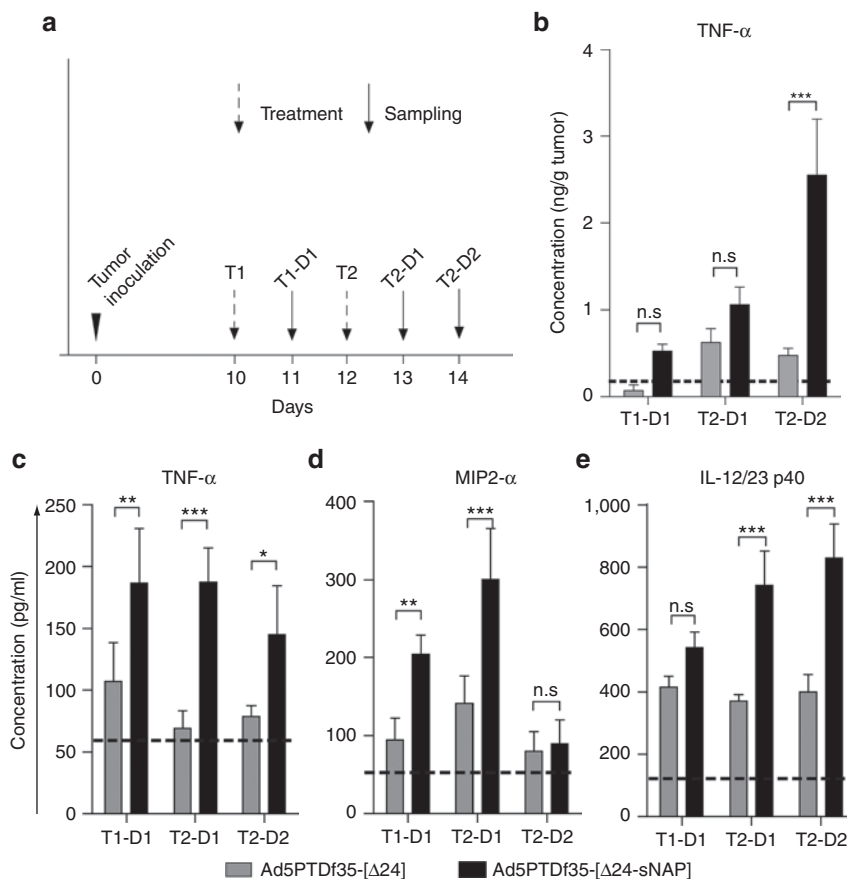 a
Treatment
Sampling
Tumor
inoculation
T1
T1-D1
T2
T2-D1
T2-D2
0
10
11
12
13
14
Days
b
TNF-α
Concentration (ng/g tumor)
4
3
2
1
0
n.s
n.s
***
T1-D1
T2-D1
T2-D2
c
TNF-α
Concentration (pg/ml)
250
200
150
100
50
0
**
***
*
T1-D1
T2-D1
T2-D2
d
MIP2-α
400
300
200
100
0
**
***
n.s
T1-D1
T2-D1
T2-D2
e
IL-12/23 p40
1,000
800
600
400
200
0
n.s
***
***
T1-D1
T2-D1
T2-D2
Ad5PTDf35-[Δ24]
Ad5PTDf35-[Δ24-sNAP]